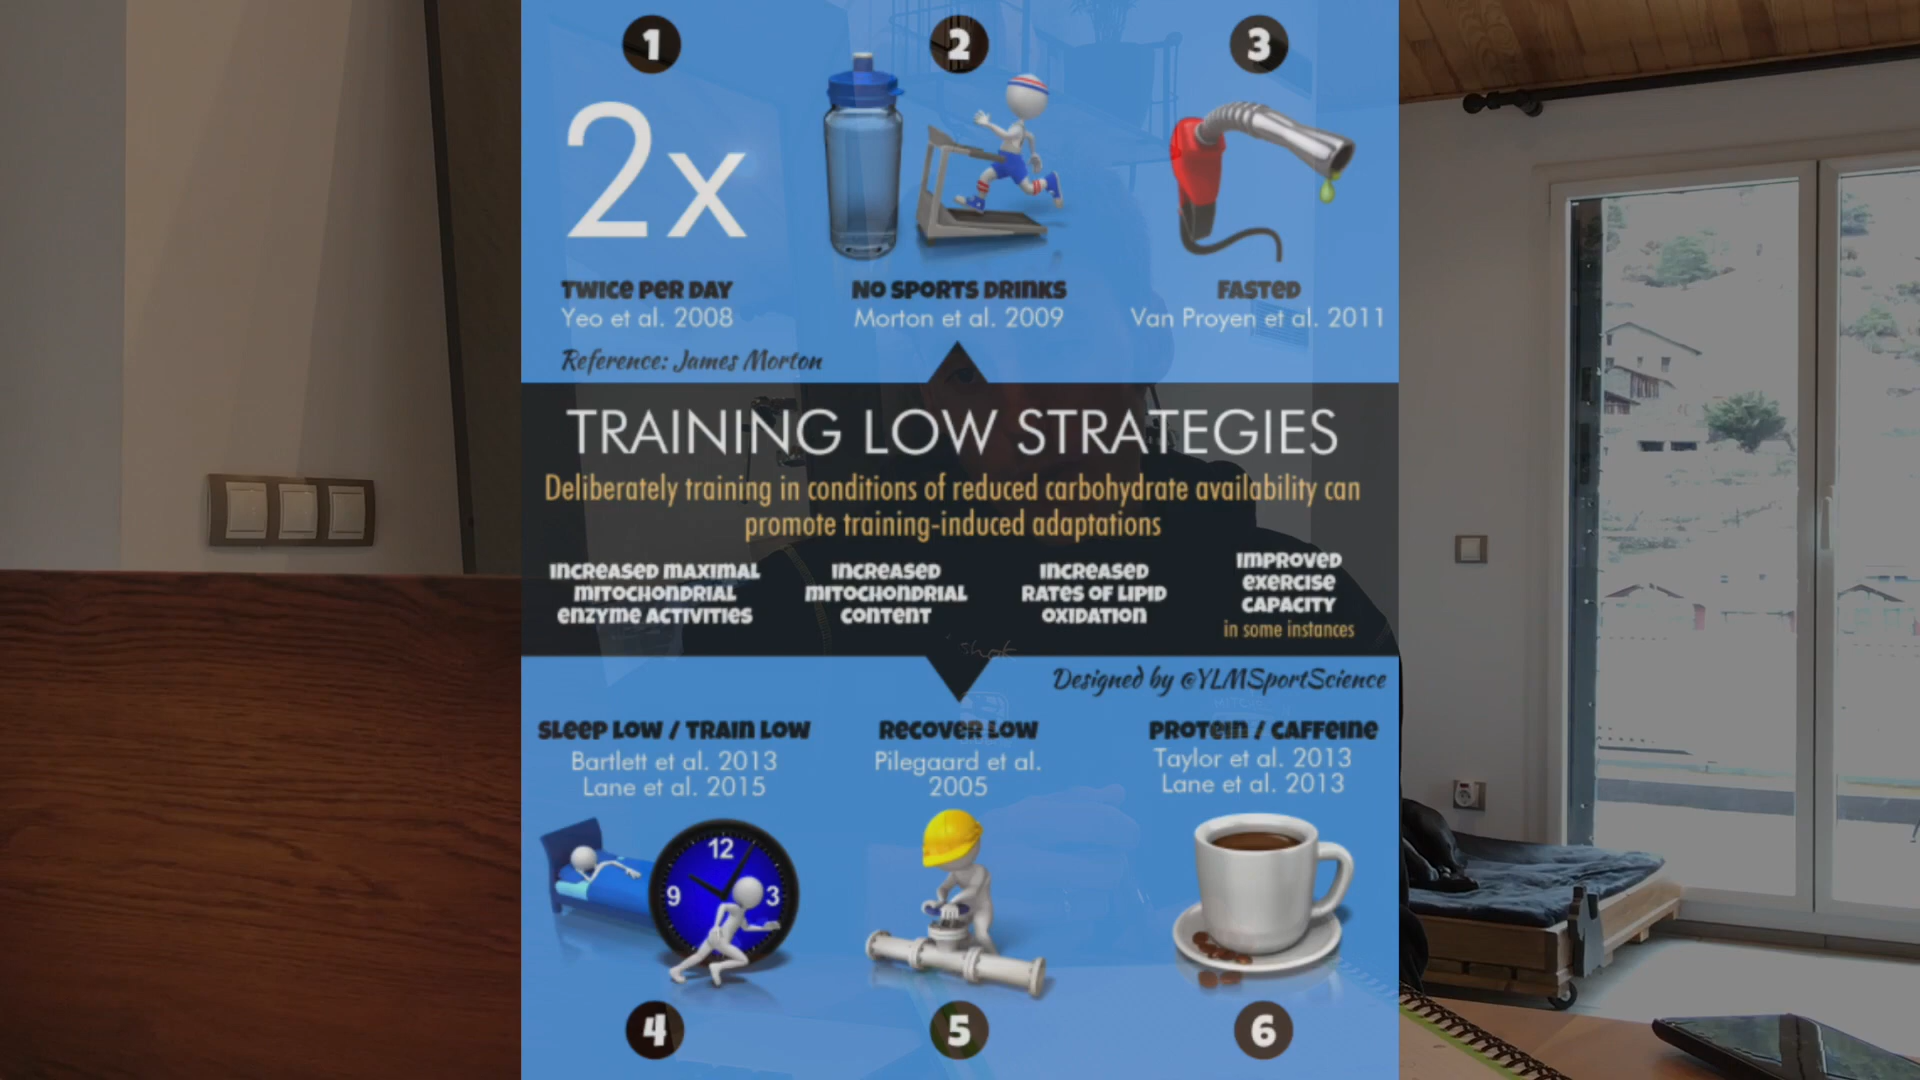 1
2
3
2x
TWICE PER DAY
Yeo et al. 2008
NO SPORTS DRINKS
Morton et al. 2009
FASTED
Van Proyen et al. 2011
Reference: James Morton
TRAINING LOW STRATEGIES
Deliberately training in conditions of reduced carbohydrate availability can
promote training-induced adaptations
INCREASED MAXIMAL
MITOCHONDRIAL
ENZYME ACTIVITIES
INCREASED
MITOCHONDRIAL
CONTENT
INCREASED
RATES OF LIPID
OXIDATION
IMPROVED
EXERCISE
CAPACITY
in some instances
Designed by @YLMSportScience
SLEEP LOW / TRAIN LOW
Bartlett et al. 2013
Lane et al. 2015
RECOVER LOW
Pilegaard et al.
2005
PROTEIN / CAFFEINE
Taylor et al. 2013
Lane et al. 2013
12
9
3
4
5
6